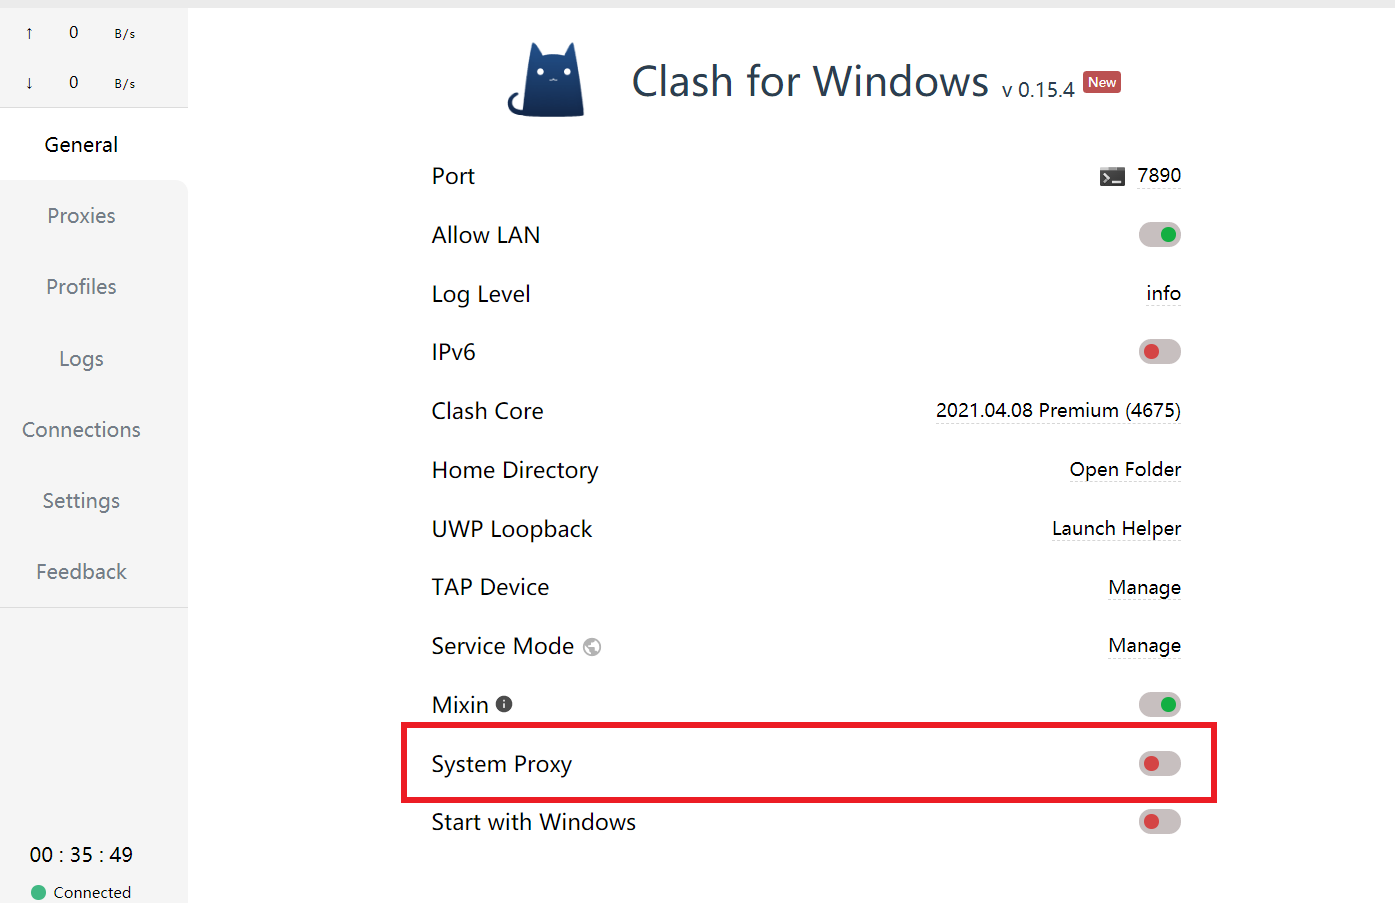 ↑ 0 B/s
↓ 0 B/s
General
Proxies
Profiles
Logs
Connections
Settings
Feedback
00 : 35 : 49
Connected
Clash for Windows v 0.15.4 New
Port 7890
Allow LAN
Log Level info
IPv6
Clash Core 2021.04.08 Premium (4675)
Home Directory Open Folder
UWP Loopback Launch Helper
TAP Device Manage
Service Mode Manage
Mixin
System Proxy
Start with Windows